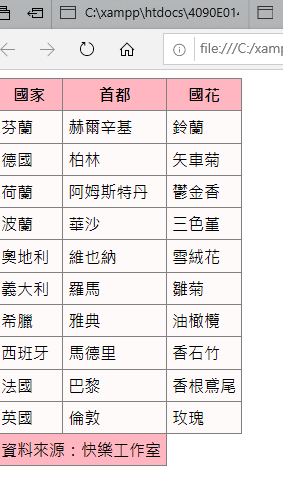 C:\xampp\htdocs\4090E014
file:///C:/xamp
國家 首都 國花
芬蘭 赫爾辛基 鈴蘭
德國 柏林 矢車菊
荷蘭 阿姆斯特丹 鬱金香
波蘭 華沙 三色堇
奧地利 維也納 雪絨花
義大利 羅馬 雛菊
希臘 雅典 油橄欖
西班牙 馬德里 香石竹
法國 巴黎 香根鳶尾
英國 倫敦 玫瑰
資料來源：快樂工作室